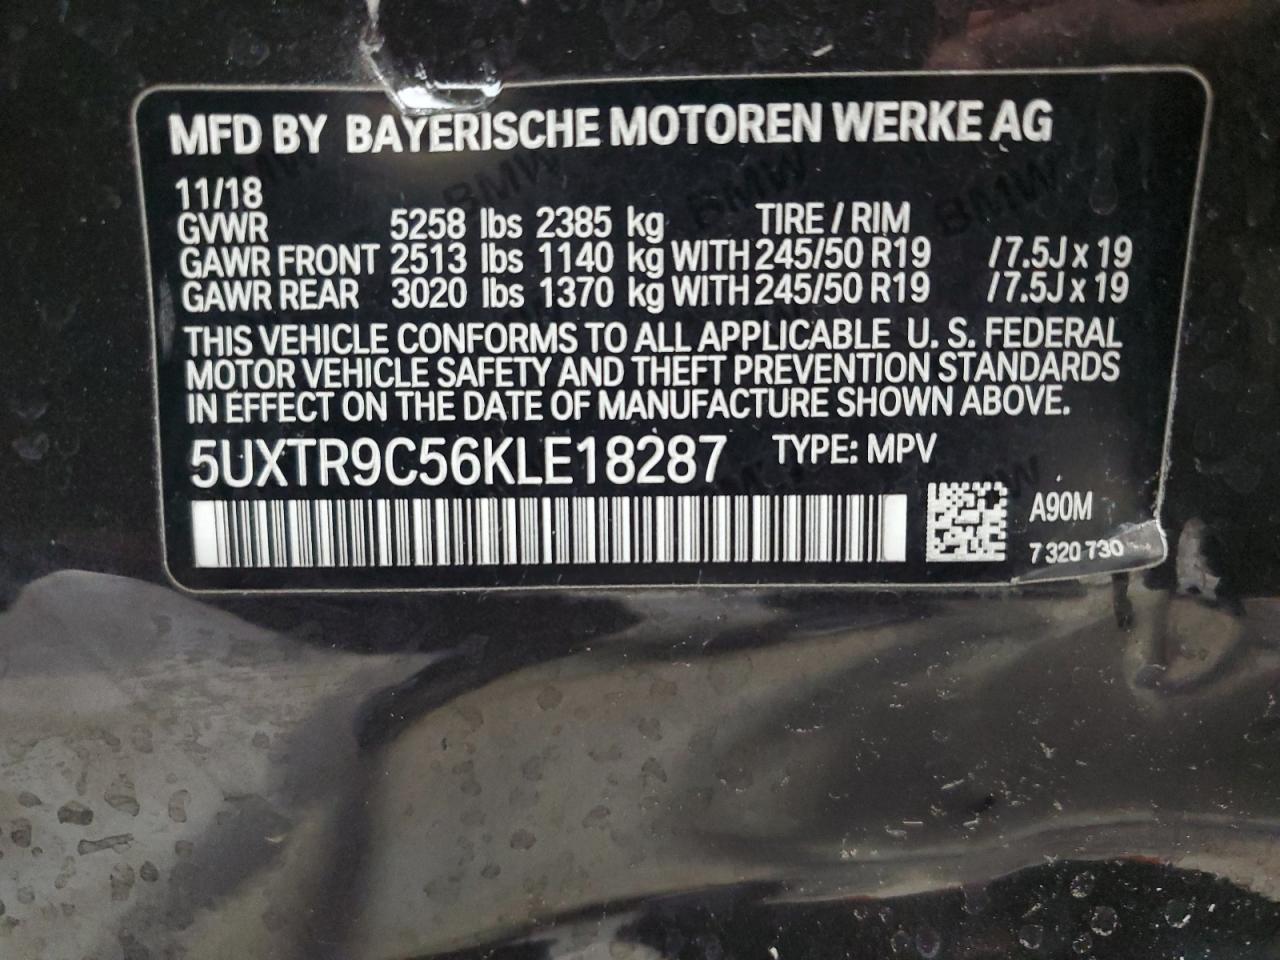 MFD BY BAYERISCHE MOTOREN WERKE AG
11/18
GVWR 5258 lbs 2385 kg TIRE / RIM
GAWR FRONT 2513 lbs 1140 kg WITH 245/50 R19 / 7.5J x 19
GAWR REAR 3020 lbs 1370 kg WITH 245/50 R19 / 7.5J x 19
THIS VEHICLE CONFORMS TO ALL APPLICABLE U. S. FEDERAL
MOTOR VEHICLE SAFETY AND THEFT PREVENTION STANDARDS
IN EFFECT ON THE DATE OF MANUFACTURE SHOWN ABOVE.
5UXTR9C56KLE18287 TYPE: MPV
A90M
7 320 730
BMW
BMW
BMW